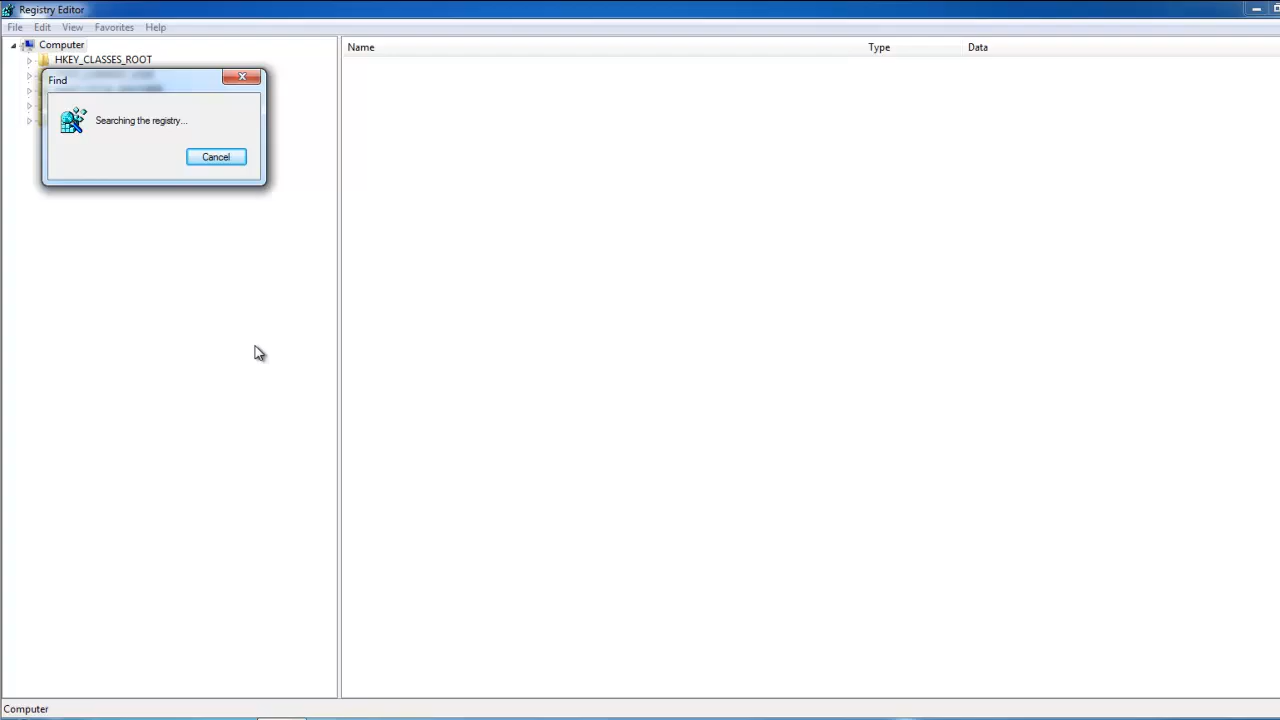 Registry Editor
File Edit View Favorites Help
Computer
HKEY_CLASSES_ROOT
Name Type Data
Find
Searching the registry...
Cancel
Computer